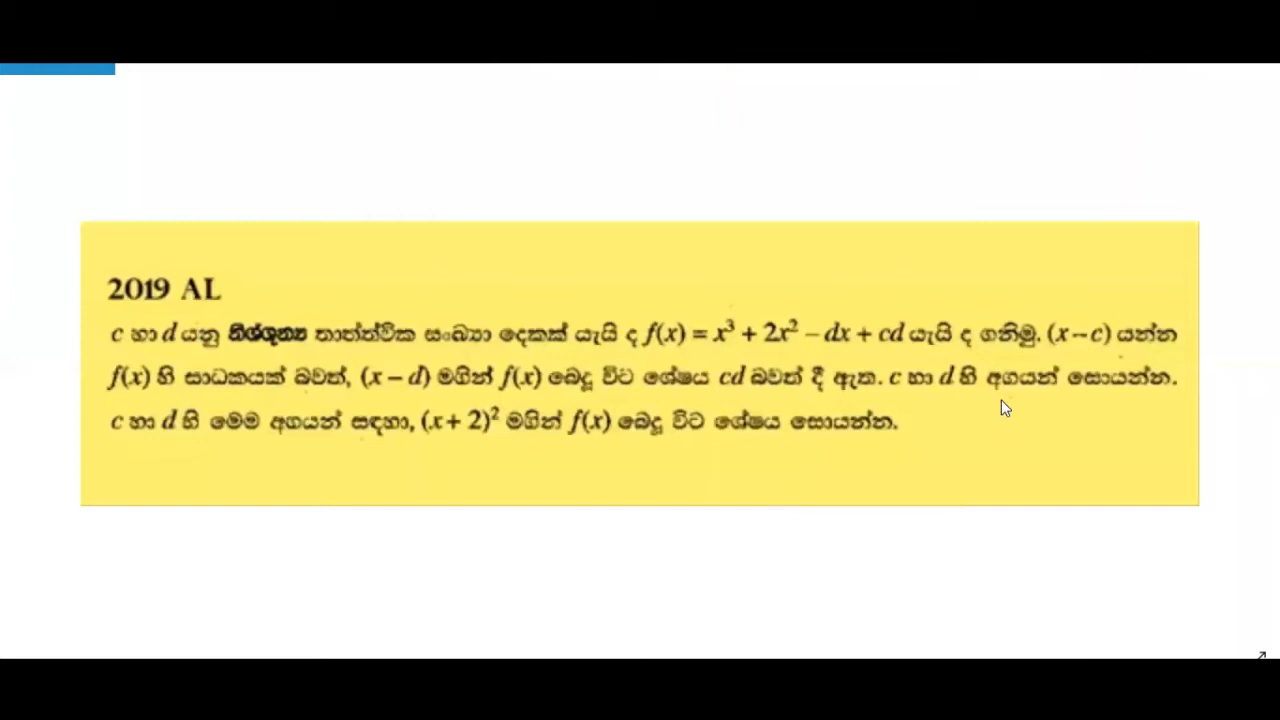 2019 AL
c හා d යනු නිශ්ශුන්‍ය තාත්ත්වික සංඛ්‍යා දෙකක් යැයි ද f(x) = x³ + 2x² – dx + cd යැයි ද ගනිමු. (x – c) යන්න
f(x) හි සාධකයක් බවත්, (x – d) මගින් f(x) බෙදූ විට ශේෂය cd බවත් දී ඇත. c හා d හි අගයන් සොයන්න.
c හා d හි මෙම අගයන් සඳහා, (x + 2)² මගින් f(x) බෙදූ විට ශේෂය සොයන්න.